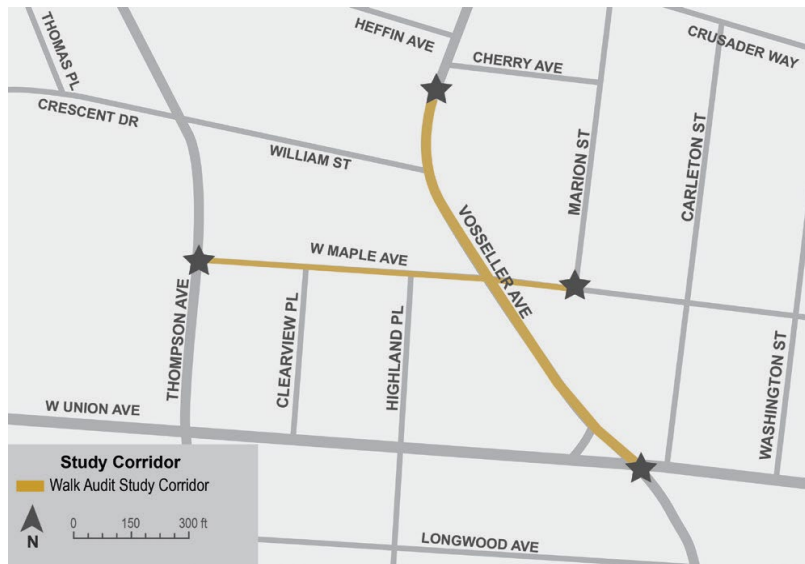 HEFFIN AVE
CRUSADER WAY
THOMAS PL
CHERRY AVE
CRESCENT DR
WILLIAM ST
MARION ST
CARLETON ST
VOSSELLER AVE
W MAPLE AVE
THOMPSON AVE
CLEARVIEW PL
HIGHLAND PL
WASHINGTON ST
W UNION AVE
Study Corridor
Walk Audit Study Corridor
0 150 300 ft
N
LONGWOOD AVE